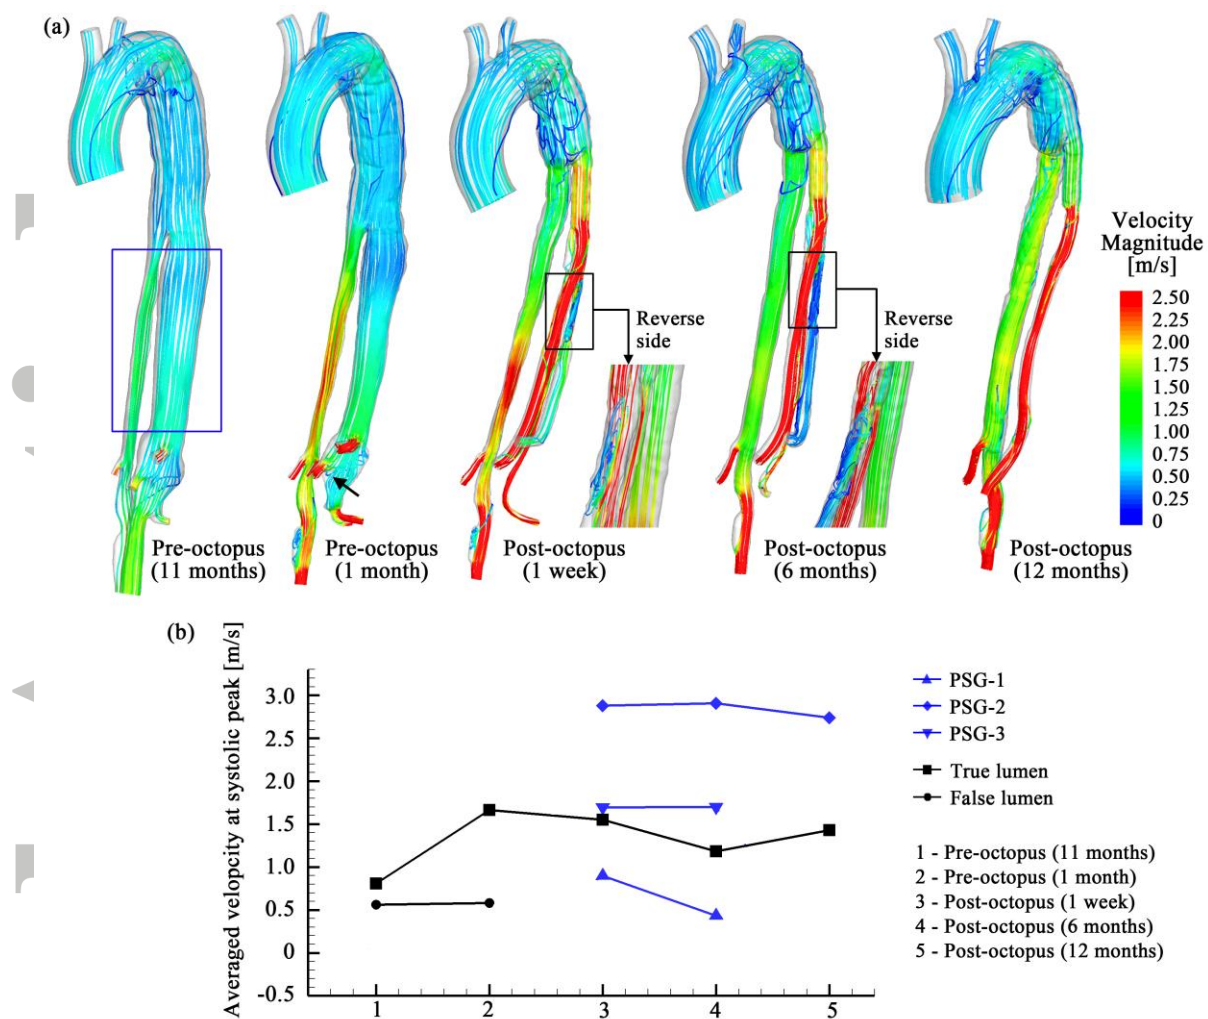 (a)
Velocity
Magnitude
[m/s]
2.50
2.25
2.00
1.75
1.50
1.25
1.00
0.75
0.50
0.25
0
Reverse
side
Reverse
side
Pre-octopus
(11 months)
Pre-octopus
(1 month)
Post-octopus
(1 week)
Post-octopus
(6 months)
Post-octopus
(12 months)
(b)
Averaged velopcity at systolic peak [m/s]
3.0
2.5
2.0
1.5
1.0
0.5
0
-0.5
1
2
3
4
5
PSG-1
PSG-2
PSG-3
True lumen
False lumen
1 - Pre-octopus (11 months)
2 - Pre-octopus (1 month)
3 - Post-octopus (1 week)
4 - Post-octopus (6 months)
5 - Post-octopus (12 months)